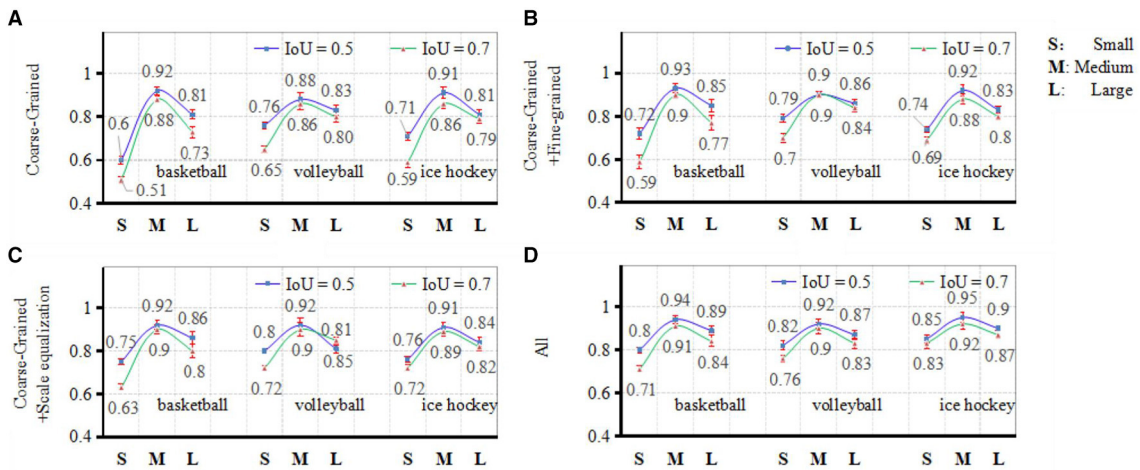 A
Coarse-Grained
IoU = 0.5 IoU = 0.7
1
0.8
0.6
0.4
0.6 0.92 0.81
0.51 0.88 0.73
basketball
0.76 0.88 0.83
0.65 0.86 0.80
volleyball
0.71 0.91 0.81
0.59 0.86 0.79
ice hockey
S M L S M L S M L
B
Coarse-Grained
+Fine-grained
IoU = 0.5 IoU = 0.7
1
0.8
0.6
0.4
0.72 0.93 0.85
0.59 0.9 0.77
basketball
0.79 0.9 0.86
0.7 0.9 0.84
volleyball
0.74 0.92 0.83
0.69 0.88 0.8
ice hockey
S M L S M L S M L
S: Small
M: Medium
L: Large
C
Coarse-Grained
+Scale equalization
IoU = 0.5 IoU = 0.7
1
0.8
0.6
0.4
0.75 0.92 0.86
0.63 0.9 0.8
basketball
0.8 0.92 0.81
0.72 0.9 0.85
volleyball
0.76 0.91 0.84
0.72 0.89 0.82
ice hockey
S M L S M L S M L
D
All
IoU = 0.5 IoU = 0.7
1
0.8
0.6
0.4
0.8 0.94 0.89
0.71 0.91 0.84
basketball
0.82 0.92 0.87
0.76 0.9 0.83
volleyball
0.85 0.95 0.9
0.83 0.92 0.87
ice hockey
S M L S M L S M L